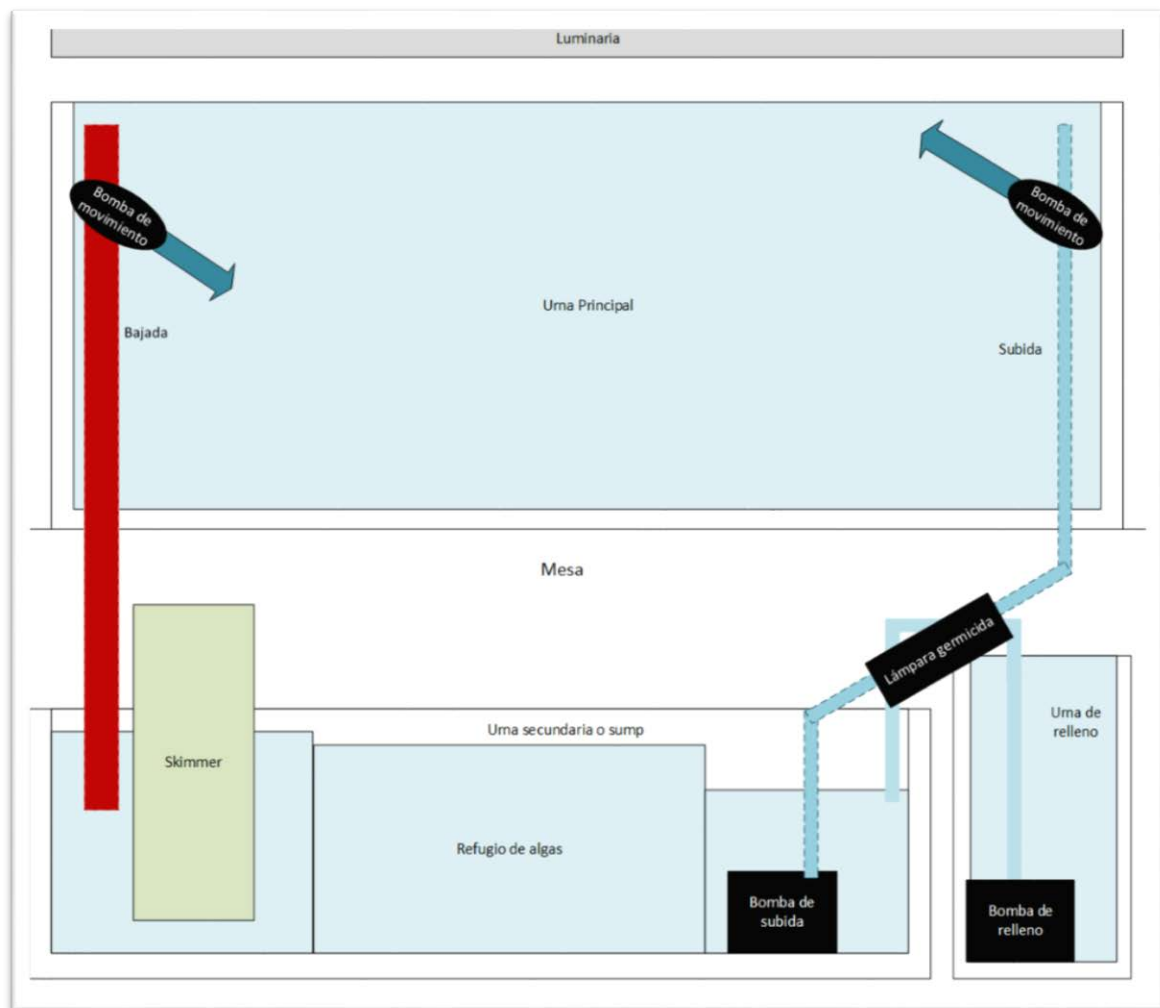 Luminaria
Bomba de
movimiento
Bomba de
movimiento
Urna Principal
Bajada
Subida
Mesa
Lámpara germicida
Urna secundaria o sump
Urna de
relleno
Skimmer
Refugio de algas
Bomba de
subida
Bomba de
relleno